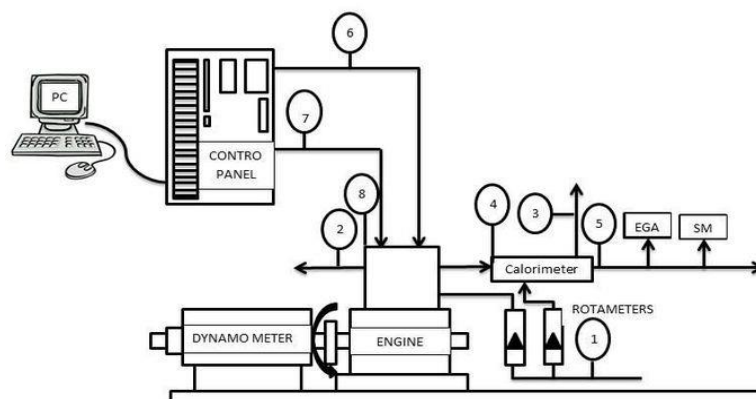 6
PC
7
CONTRO
PANEL
8
2
4
3
5
EGA
SM
Calorimeter
ROTAMETERS
DYNAMO METER
ENGINE
1